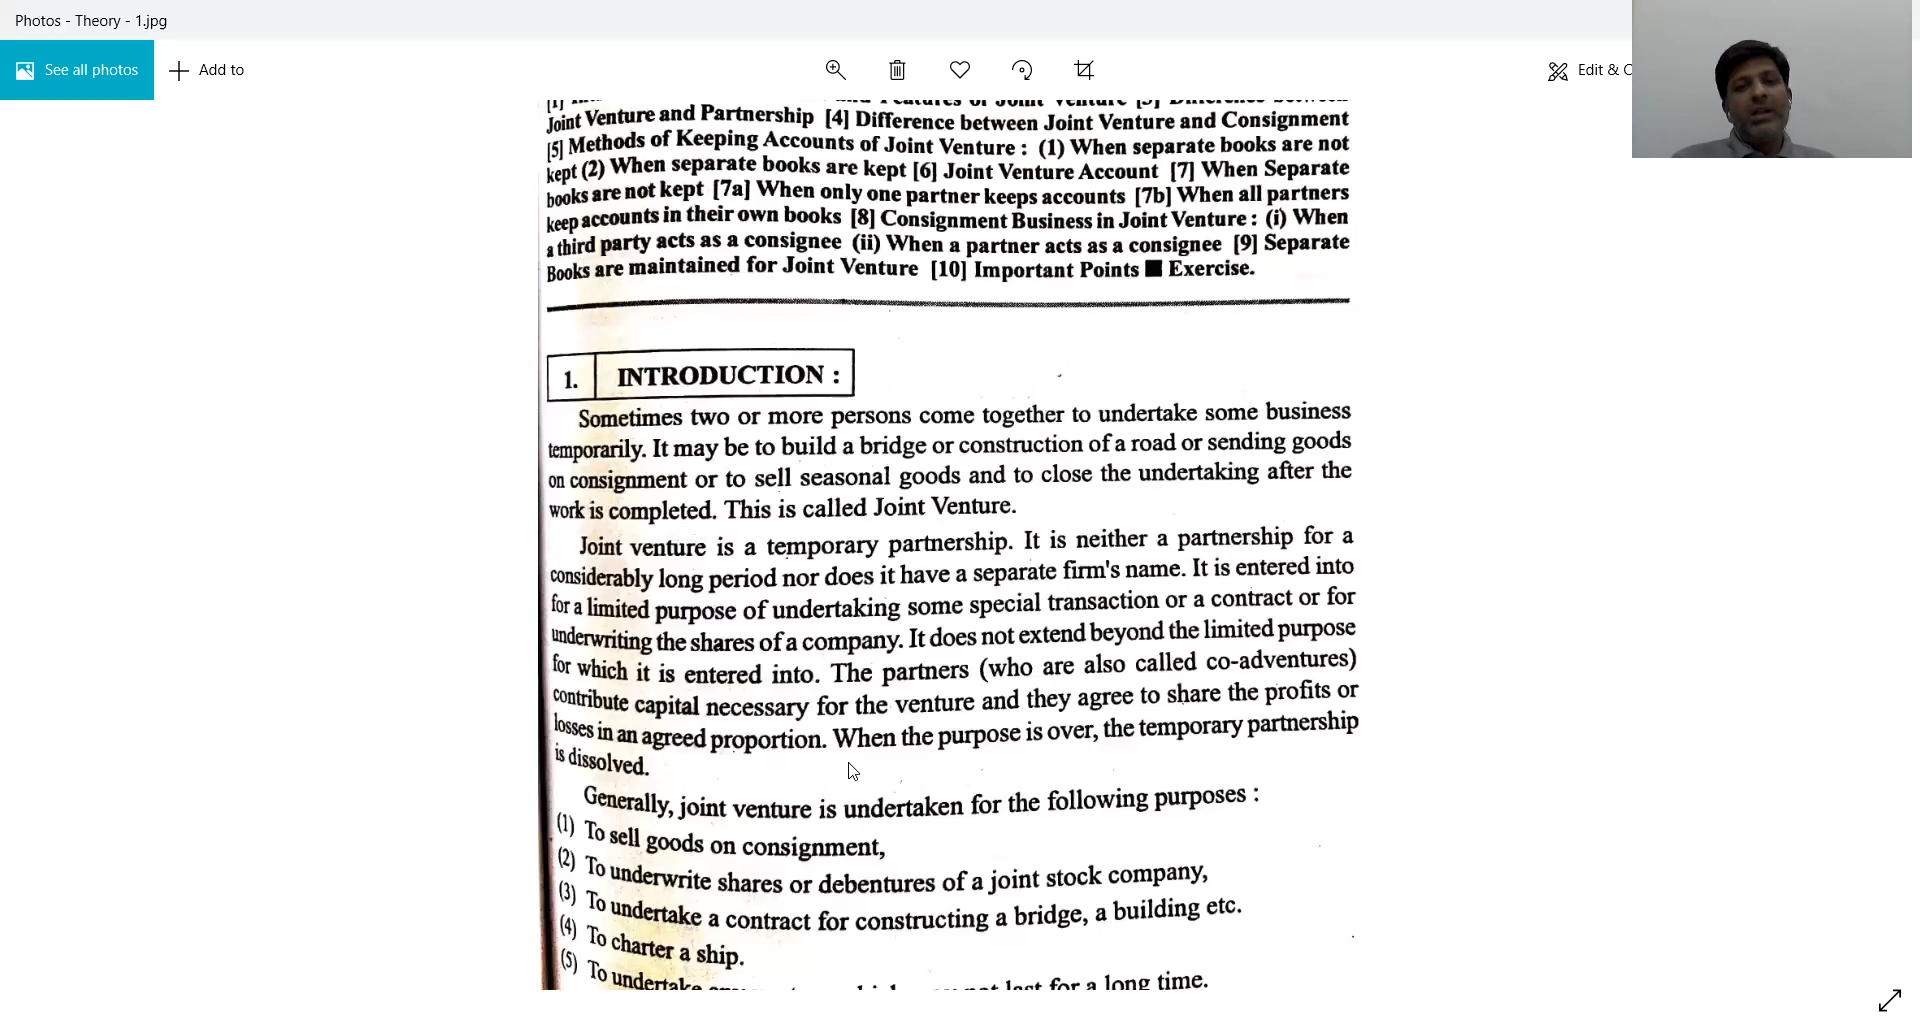 Photos - Theory - 1.jpg
See all photos
Add to
Edit & C
Joint Venture and Partnership [4] Difference between Joint Venture and Consignment
[5] Methods of Keeping Accounts of Joint Venture : (1) When separate books are not
kept (2) When separate books are kept [6] Joint Venture Account [7] When Separate
books are not kept [7a] When only one partner keeps accounts [7b] When all partners
keep accounts in their own books [8] Consignment Business in Joint Venture : (i) When
a third party acts as a consignee (ii) When a partner acts as a consignee [9] Separate
Books are maintained for Joint Venture [10] Important Points ■ Exercise.
1. INTRODUCTION :
Sometimes two or more persons come together to undertake some business
temporarily. It may be to build a bridge or construction of a road or sending goods
on consignment or to sell seasonal goods and to close the undertaking after the
work is completed. This is called Joint Venture.
Joint venture is a temporary partnership. It is neither a partnership for a
considerably long period nor does it have a separate firm's name. It is entered into
for a limited purpose of undertaking some special transaction or a contract or for
underwriting the shares of a company. It does not extend beyond the limited purpose
for which it is entered into. The partners (who are also called co-adventures)
contribute capital necessary for the venture and they agree to share the profits or
losses in an agreed proportion. When the purpose is over, the temporary partnership
is dissolved.
Generally, joint venture is undertaken for the following purposes :
(1) To sell goods on consignment,
(2) To underwrite shares or debentures of a joint stock company,
(3) To undertake a contract for constructing a bridge, a building etc.
(4) To charter a ship.
(5) To undertake not last for a long time.